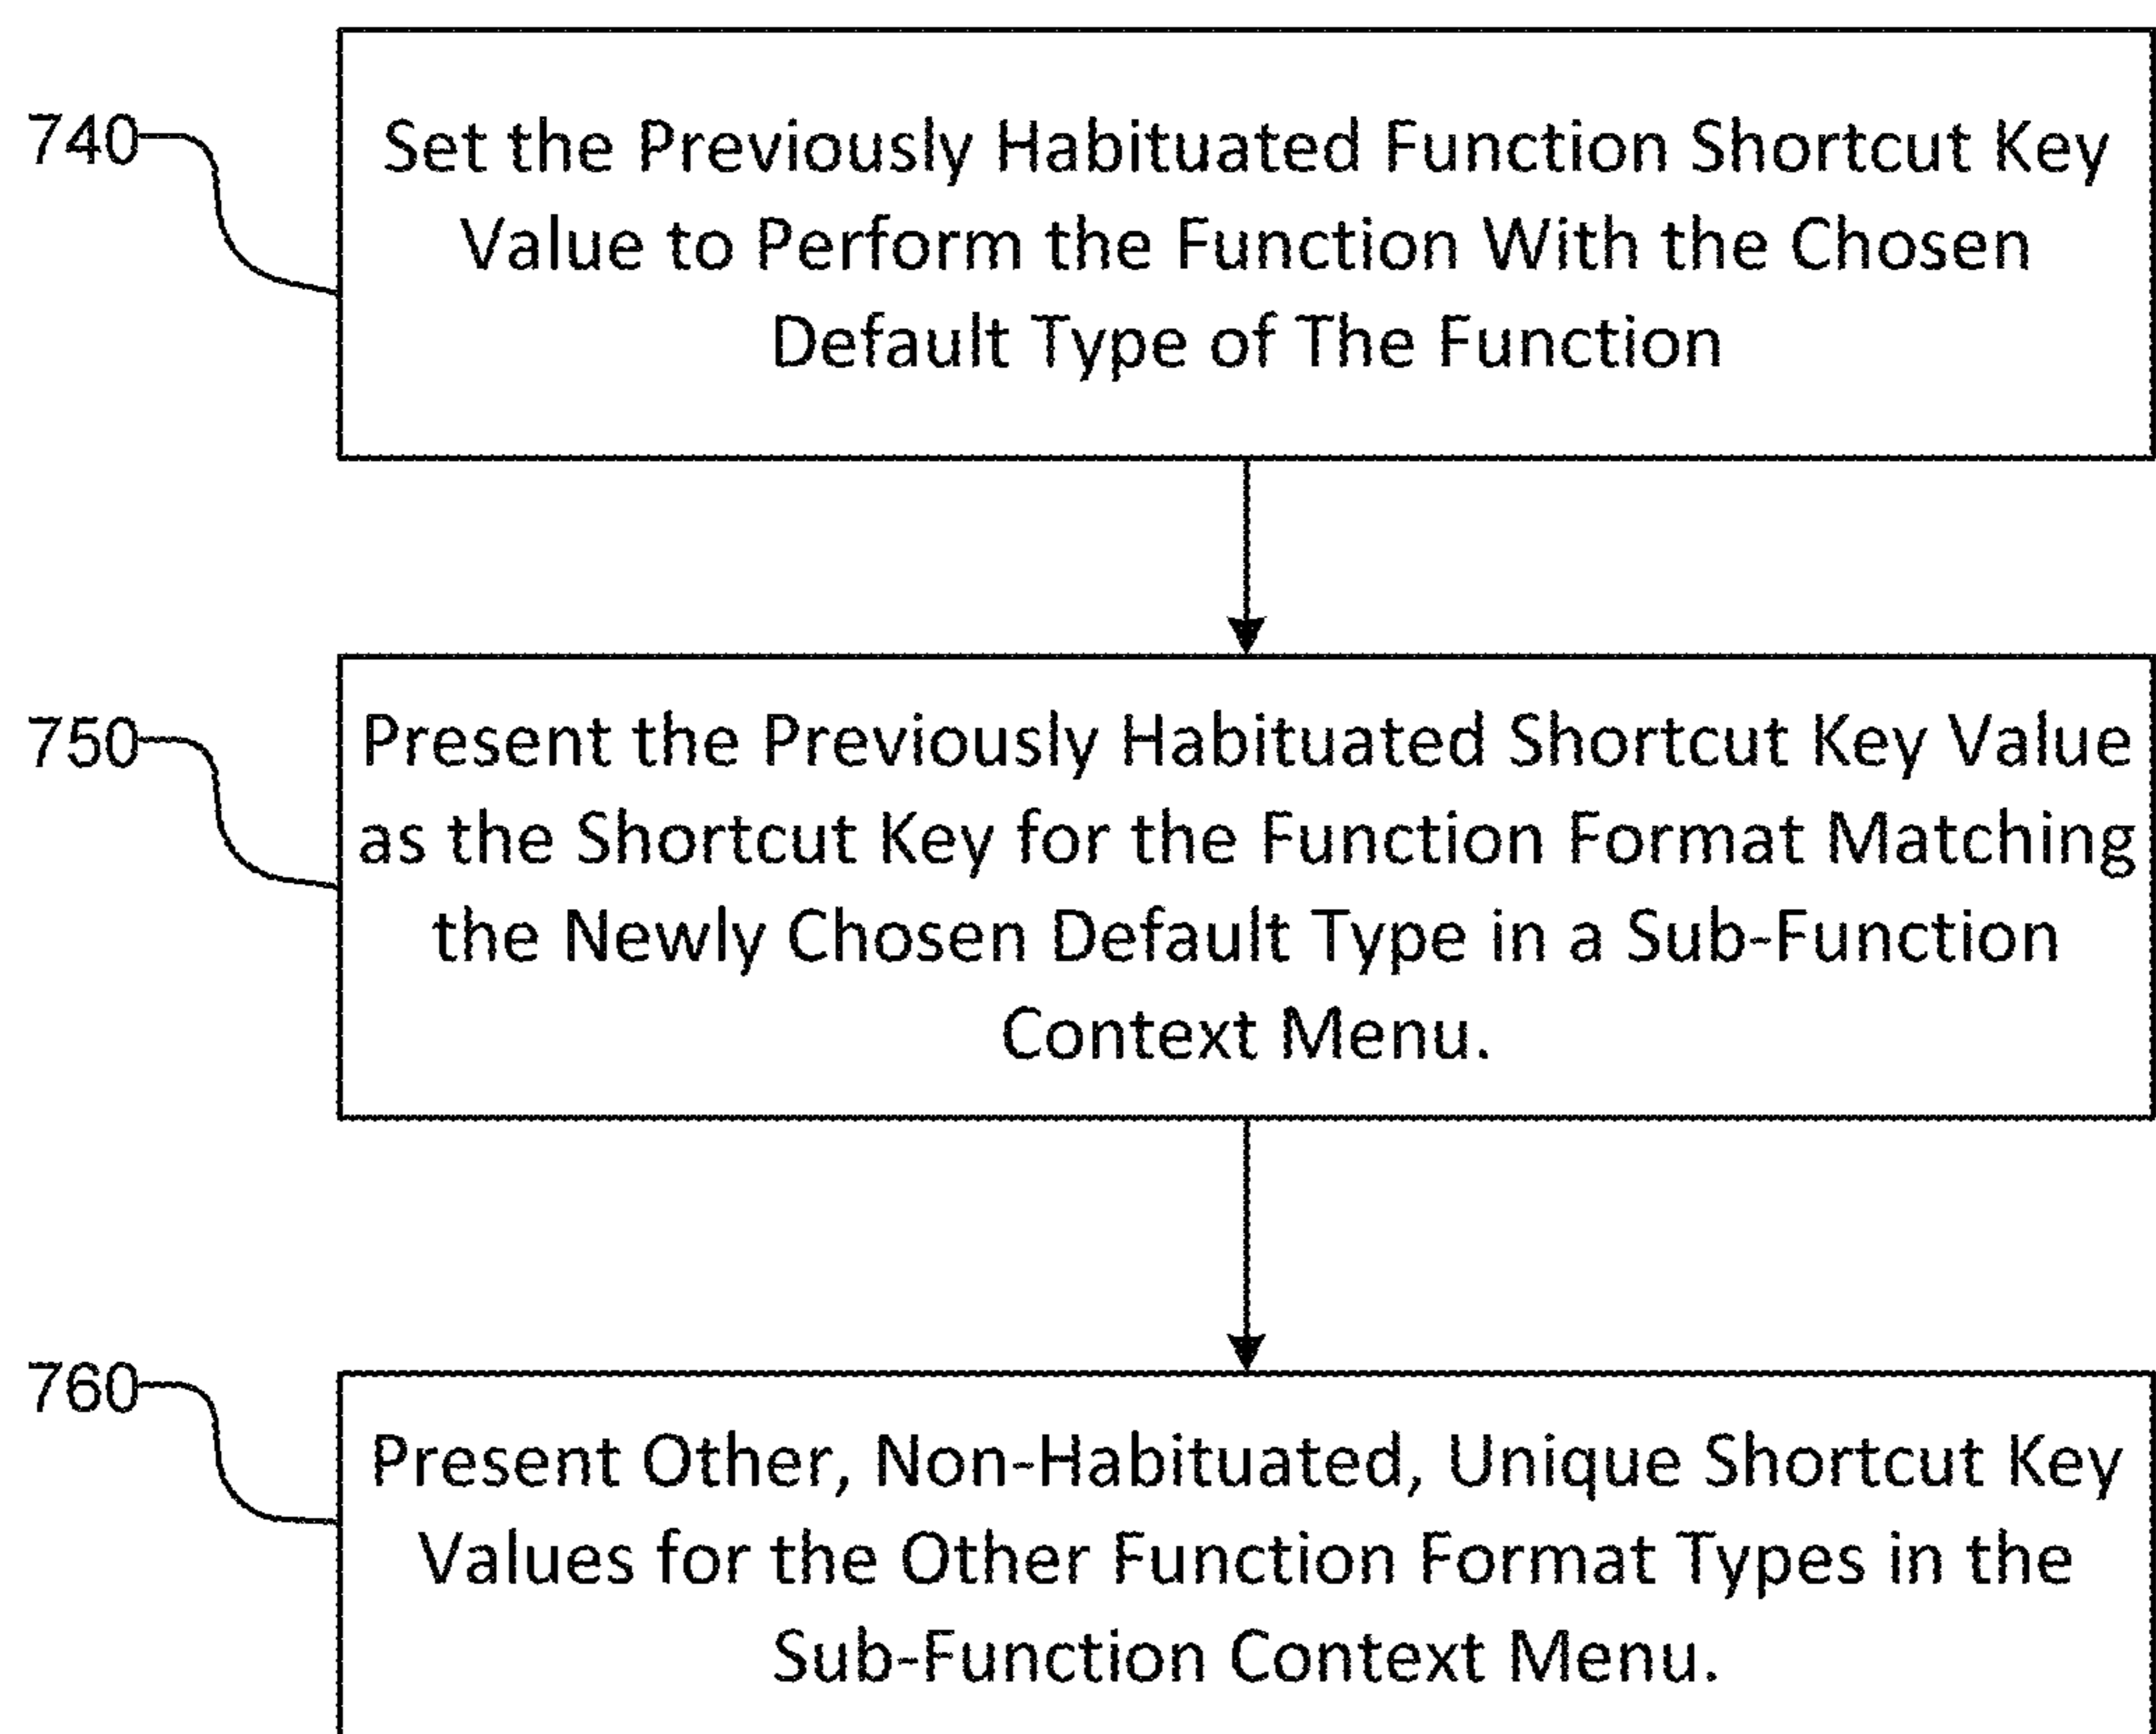 740
Set the Previously Habituated Function Shortcut Key
Value to Perform the Function With the Chosen
Default Type of The Function
750
Present the Previously Habituated Shortcut Key Value
as the Shortcut Key for the Function Format Matching
the Newly Chosen Default Type in a Sub-Function
Context Menu.
760
Present Other, Non-Habituated, Unique Shortcut Key
Values for the Other Function Format Types in the
Sub-Function Context Menu.